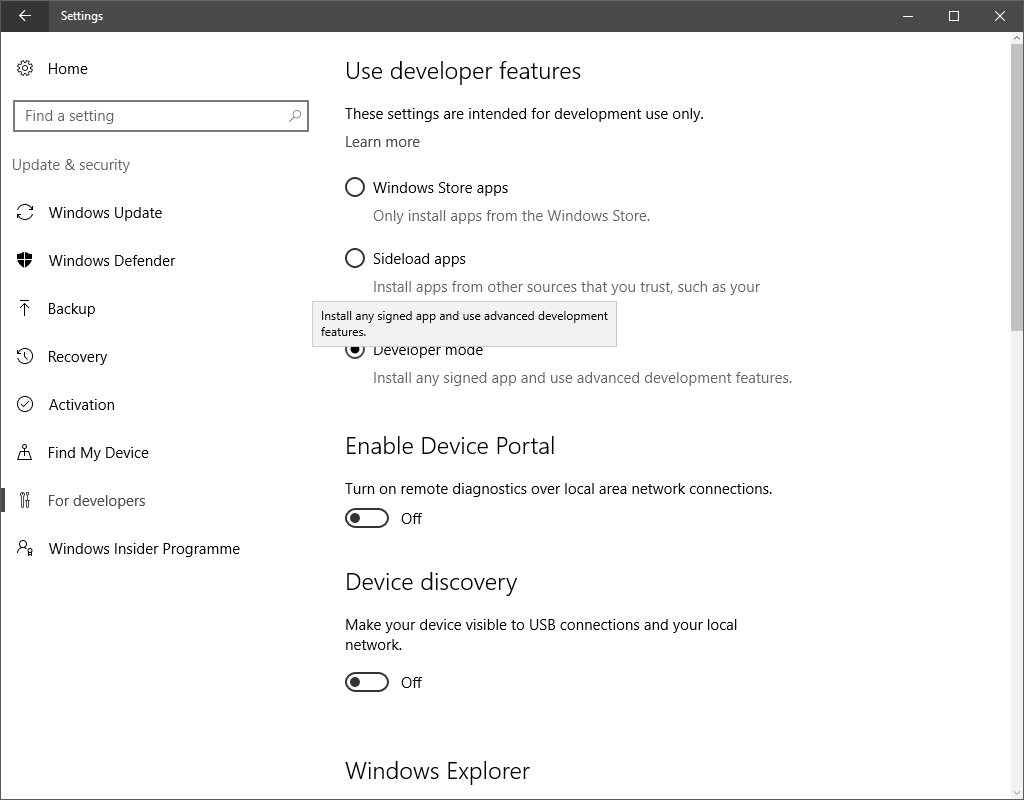 Settings
Home
Find a setting
Update & security
Windows Update
Windows Defender
Backup
Recovery
Activation
Find My Device
For developers
Windows Insider Programme
Use developer features
These settings are intended for development use only.
Learn more
Windows Store apps
Only install apps from the Windows Store.
Sideload apps
Install apps from other sources that you trust, such as your
Install any signed app and use advanced development
features.
Developer mode
Install any signed app and use advanced development features.
Enable Device Portal
Turn on remote diagnostics over local area network connections.
Off
Device discovery
Make your device visible to USB connections and your local
network.
Off
Windows Explorer